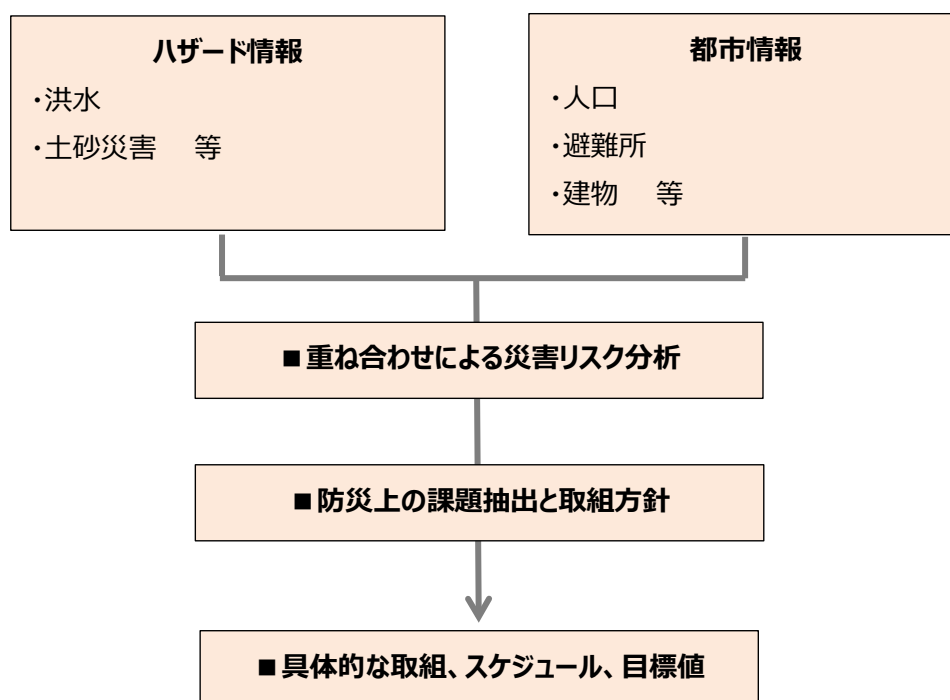 ハザード情報
・洪水
・土砂災害　等
都市情報
・人口
・避難所
・建物　等
■重ね合わせによる災害リスク分析
■防災上の課題抽出と取組方針
■具体的な取組、スケジュール、目標値